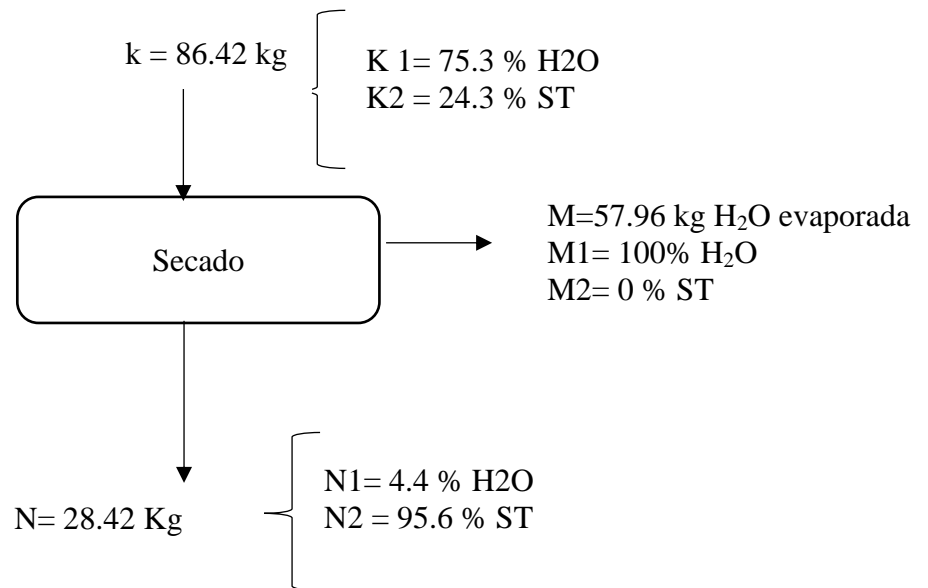 k = 86.42 kg
K 1= 75.3 % H2O
K2 = 24.3 % ST
Secado
M=57.96 kg H₂O evaporada
M1= 100% H₂O
M2= 0 % ST
N= 28.42 Kg
N1= 4.4 % H2O
N2 = 95.6 % ST